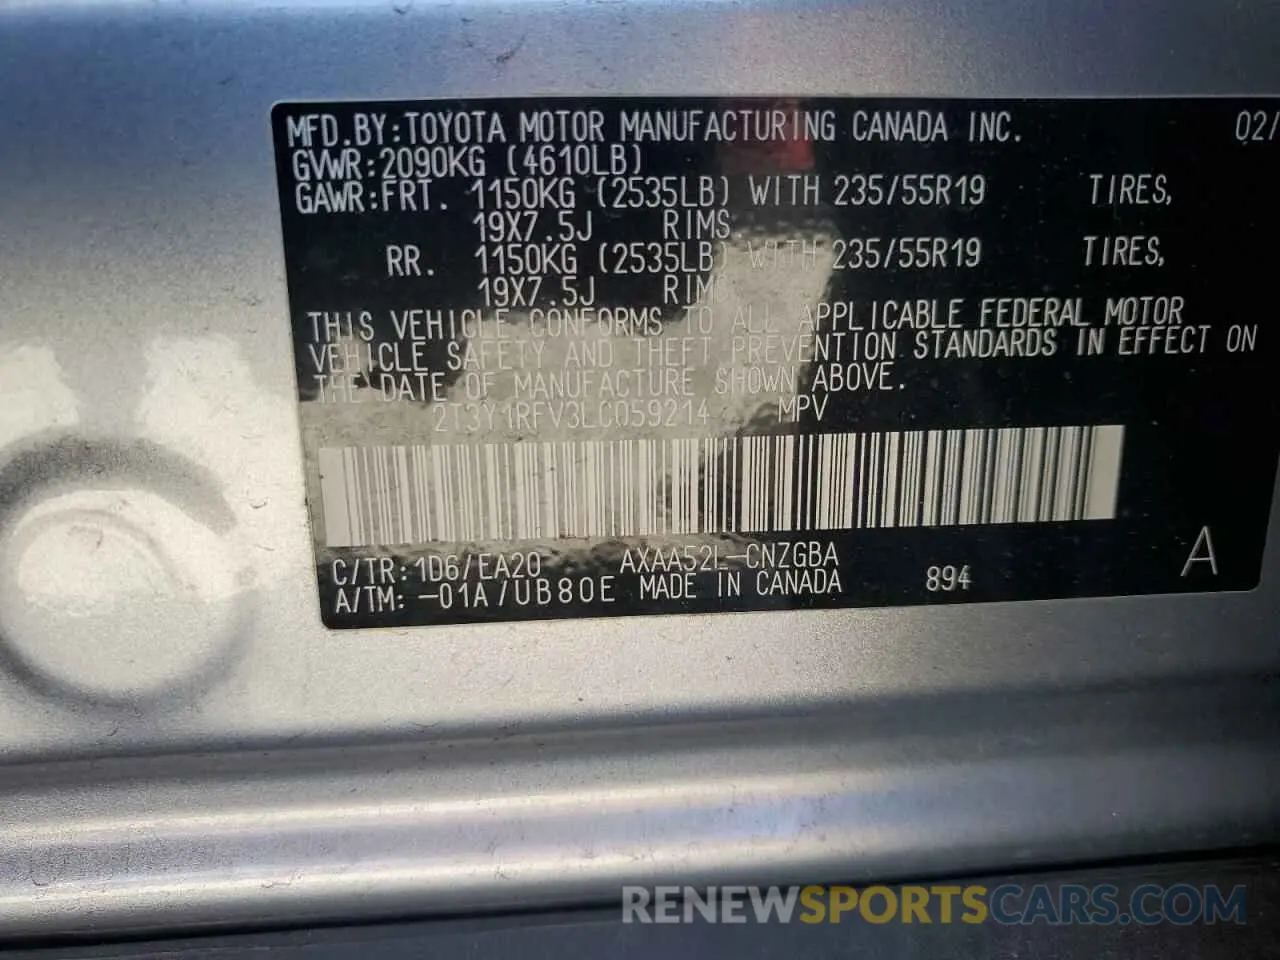 MFD.BY:TOYOTA MOTOR MANUFACTURING CANADA INC. 02/
GVWR:2090KG (4610LB)
GAWR:FRT. 1150KG (2535LB) WITH 235/55R19 TIRES,
19X7.5J RIMS,
RR. 1150KG (2535LB) WITH 235/55R19 TIRES,
19X7.5J RIM
THIS VEHICLE CONFORMS TO ALL APPLICABLE FEDERAL MOTOR
VEHICLE SAFETY AND THEFT PREVENTION STANDARDS IN EFFECT ON
THE DATE OF MANUFACTURE SHOWN ABOVE.
2T3Y1RFV3LC059214 MPV
C/TR:1D6/EA20 AXAA52L-CNZGBA
A/TM:-01A/UB80E MADE IN CANADA 894 A
RENEWSPORTSCARS.COM